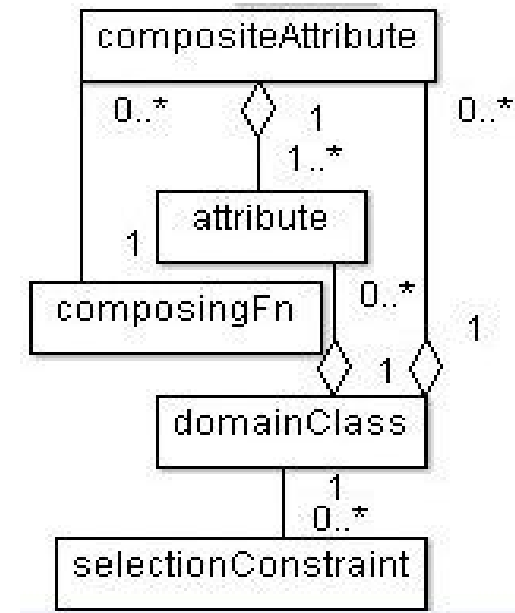 compositeAttribute
0..* 1 0..*
1..*
attribute
1
0..*
composingFn
1
1
domainClass
1
0..*
selectionConstraint